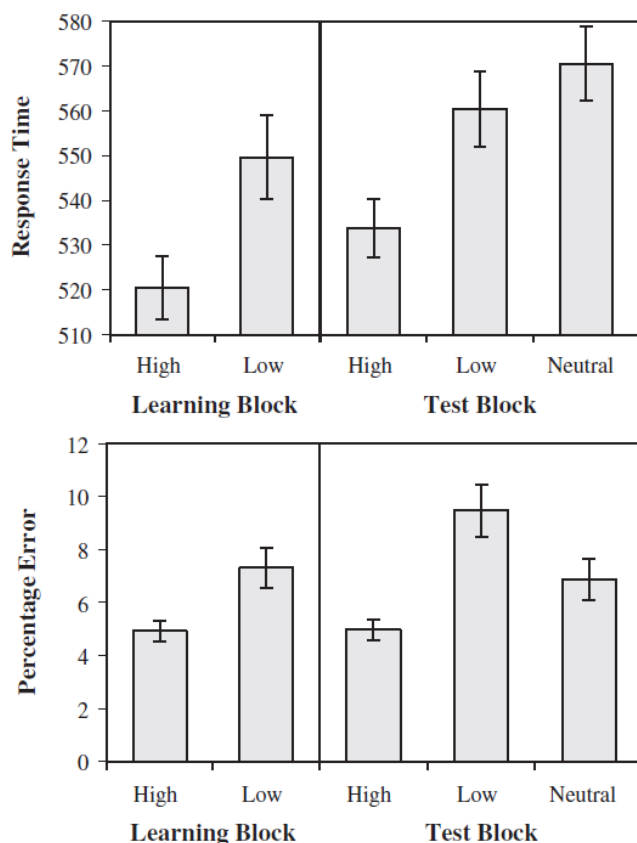 580
570
560
550
540
530
520
510
Response Time
High Low High Low Neutral
Learning Block Test Block
12
10
8
6
4
2
0
Percentage Error
High Low High Low Neutral
Learning Block Test Block